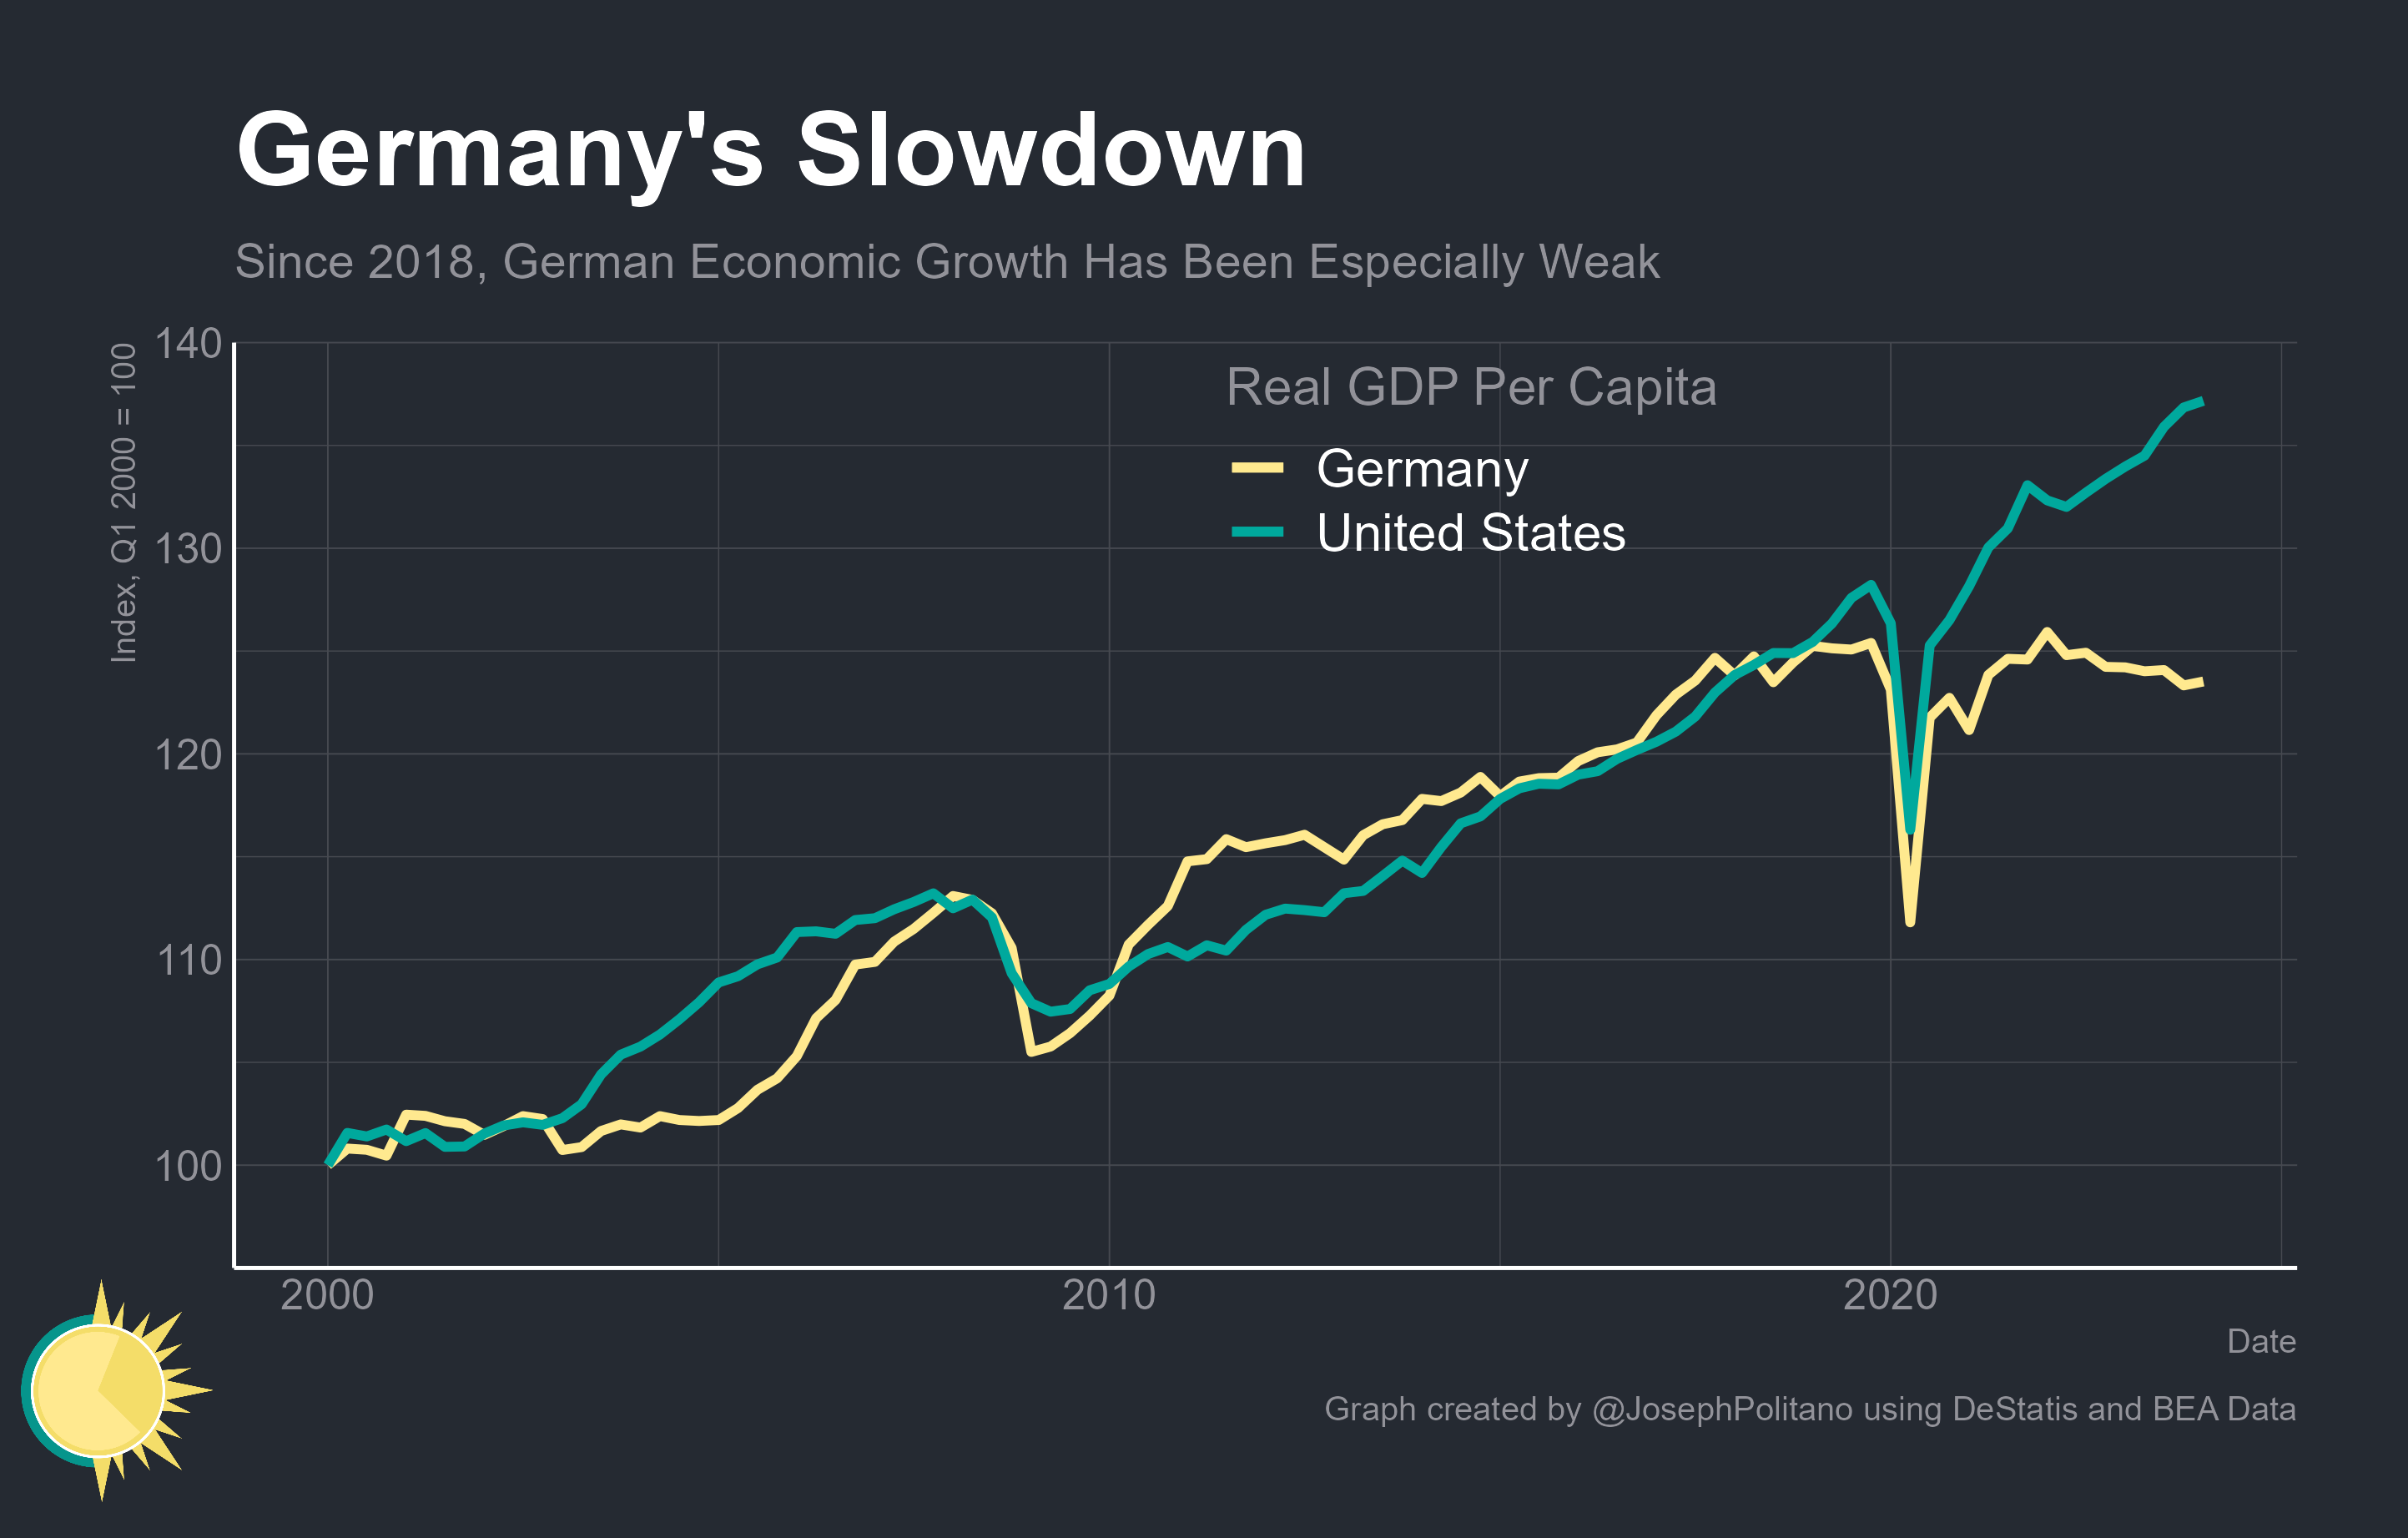 Germany's Slowdown
Since 2018, German Economic Growth Has Been Especially Weak
Index, Q1 2000 = 100
140
130
120
110
100
Real GDP Per Capita
Germany
United States
2000
2010
2020
Date
Graph created by @JosephPolitano using DeStatis and BEA Data